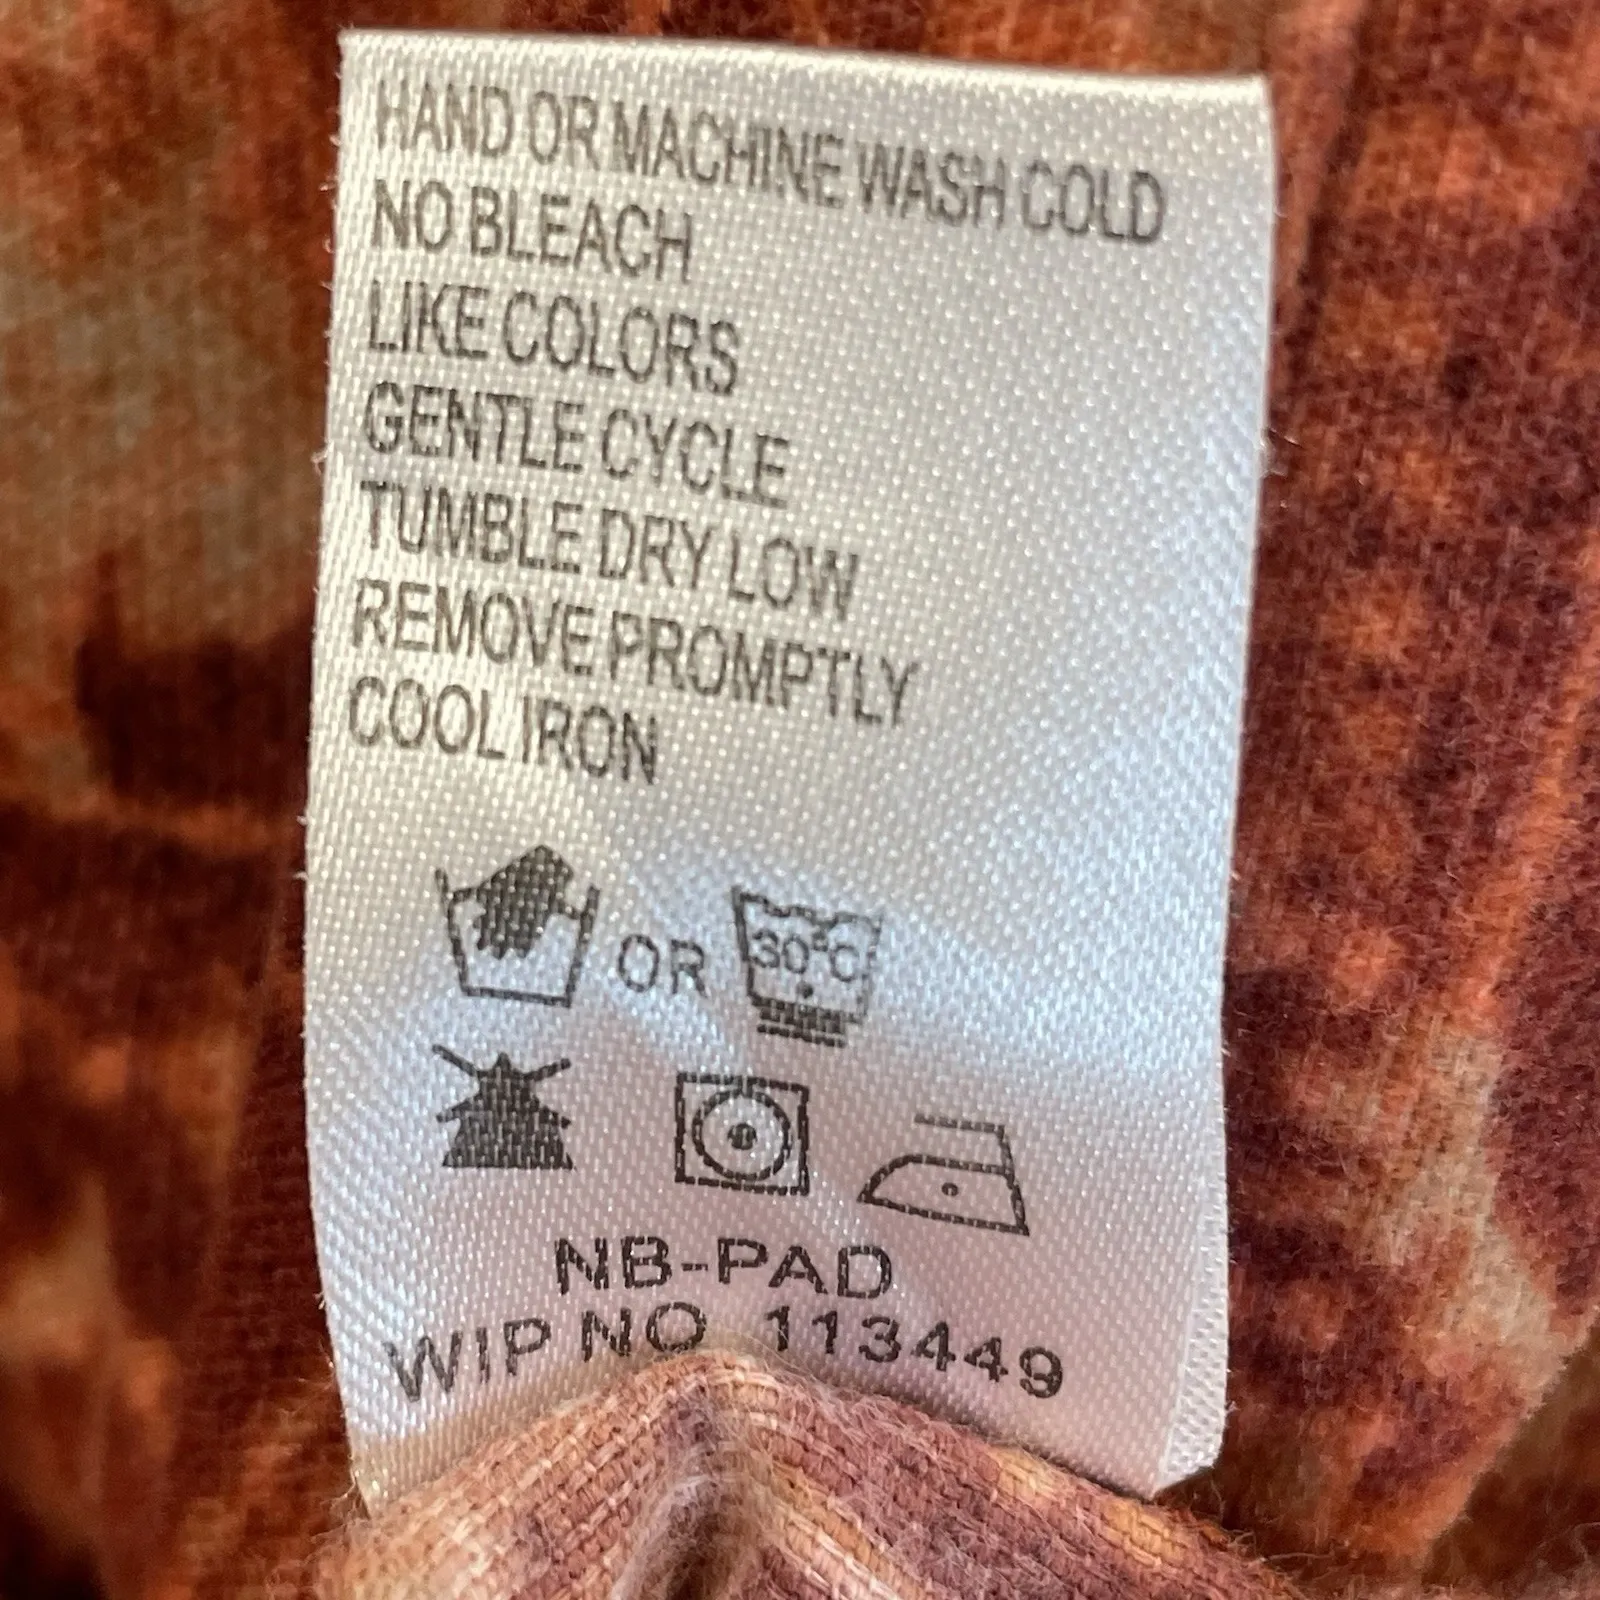 HAND OR MACHINE WASH COLD
NO BLEACH
LIKE COLORS
GENTLE CYCLE
TUMBLE DRY LOW
REMOVE PROMPTLY
COOL IRON
OR 30°C
NB-PAD
WIP NO 113449